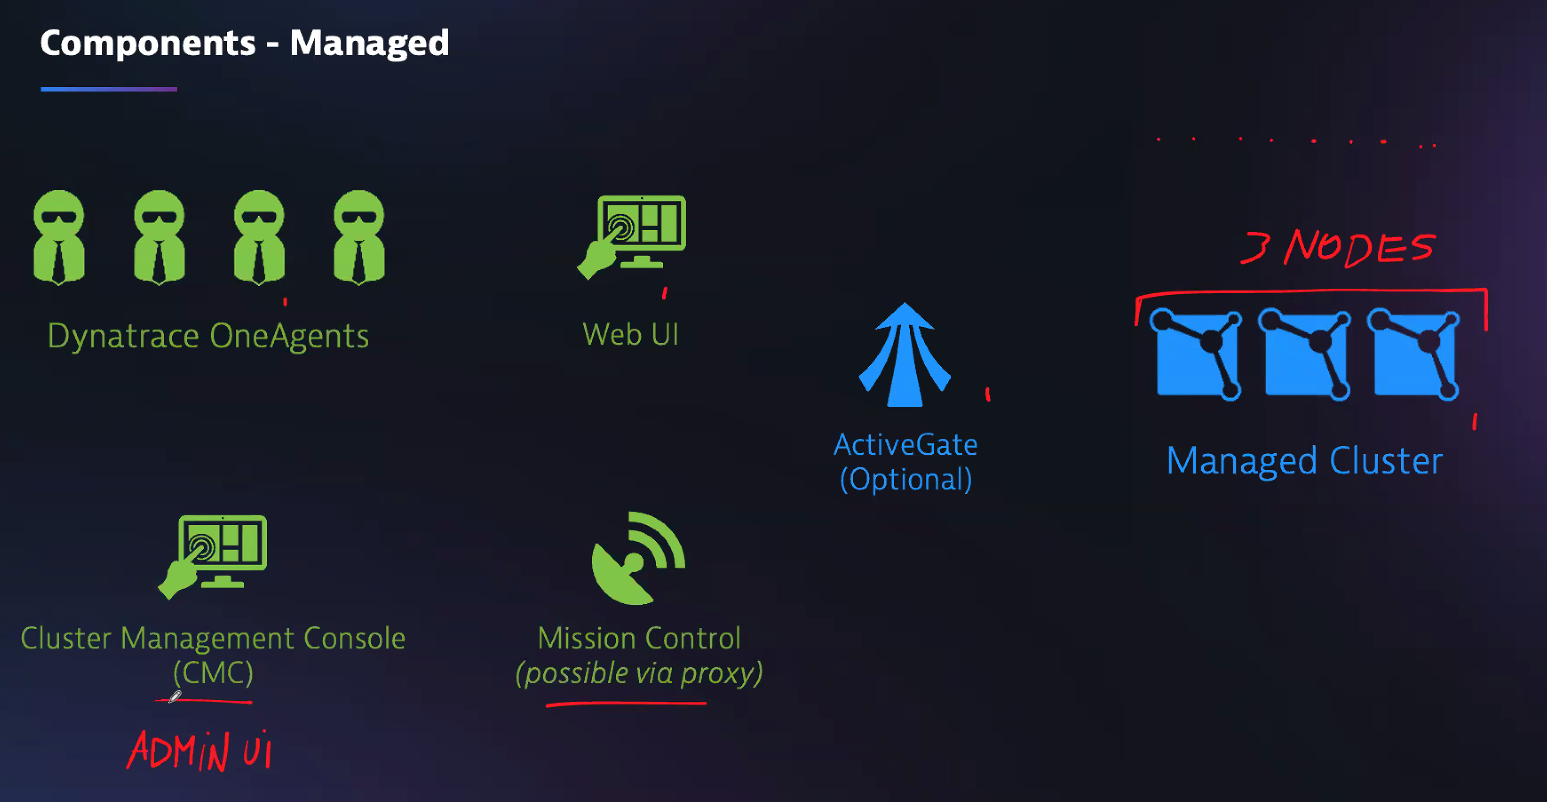 Components - Managed
3 NODES
Dynatrace OneAgents
Web UI
ActiveGate
(Optional)
Managed Cluster
Cluster Management Console
(CMC)
Mission Control
(possible via proxy)
ADMiN Ui